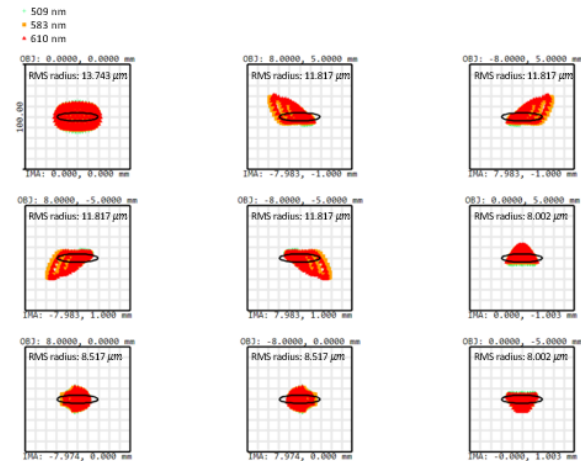 509 nm
583 nm
610 nm
OBJ: 0.0000, 0.0000 mm
RMS radius: 13.743 μm
100.00
IMA: 0.000, 0.000 mm
OBJ: 8.0000, 5.0000 mm
RMS radius: 11.817 μm
IMA: -7.983, -1.000 mm
OBJ: -8.0000, 5.0000 mm
RMS radius: 11.817 μm
IMA: 7.983, -1.000 mm
OBJ: 8.0000, -5.0000 mm
RMS radius: 11.817 μm
IMA: -7.983, 1.000 mm
OBJ: -8.0000, -5.0000 mm
RMS radius: 11.817 μm
IMA: 7.983, 1.000 mm
OBJ: 0.0000, 5.0000 mm
RMS radius: 8.002 μm
IMA: 0.000, -1.003 mm
OBJ: 8.0000, 0.0000 mm
RMS radius: 8.517 μm
IMA: -7.974, 0.000 mm
OBJ: -8.0000, 0.0000 mm
RMS radius: 8.517 μm
IMA: 7.974, 0.000 mm
OBJ: 0.0000, -5.0000 mm
RMS radius: 8.002 μm
IMA: -0.000, 1.003 mm